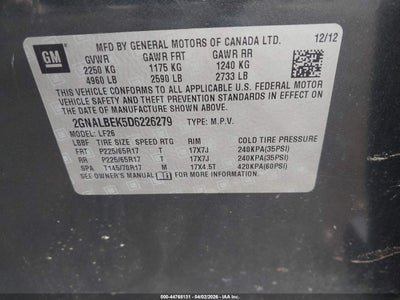 GM
MFD BY GENERAL MOTORS OF CANADA LTD. 12/12
GVWR GAWR FRT GAWR RR
2250 KG 1175 KG 1240 KG
4960 LB 2590 LB 2733 LB
THIS VEHICLE CONFORMS TO ALL APPLICABLE U.S. FEDERAL MOTOR
VEHICLE SAFETY AND THEFT PREVENTION STANDARDS IN EFFECT ON THE
DATE OF MANUFACTURE SHOWN ABOVE.
2GNALBEK5D6226279 TYPE: M.P.V.
MODEL: LF26
LBBF TIRE SIZE SPEED RTG RIM COLD TIRE PRESSURE
FRT P225/65R17 T 17X7J 240KPA(35PSI)
RR P225/65R17 T 17X7J 240KPA(35PSI)
SPA T145/70R17 M 17X4.5T 420KPA(60PSI)
SEE OWNER'S MANUAL FOR MORE INFORMATION.
000-44768131 - 04/02/2026 -